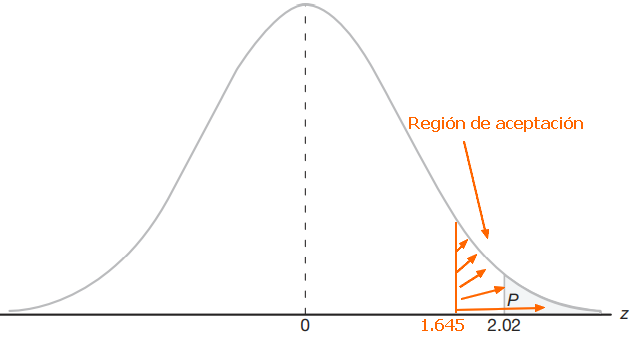 Región de aceptación
P
z
0
1.645
2.02